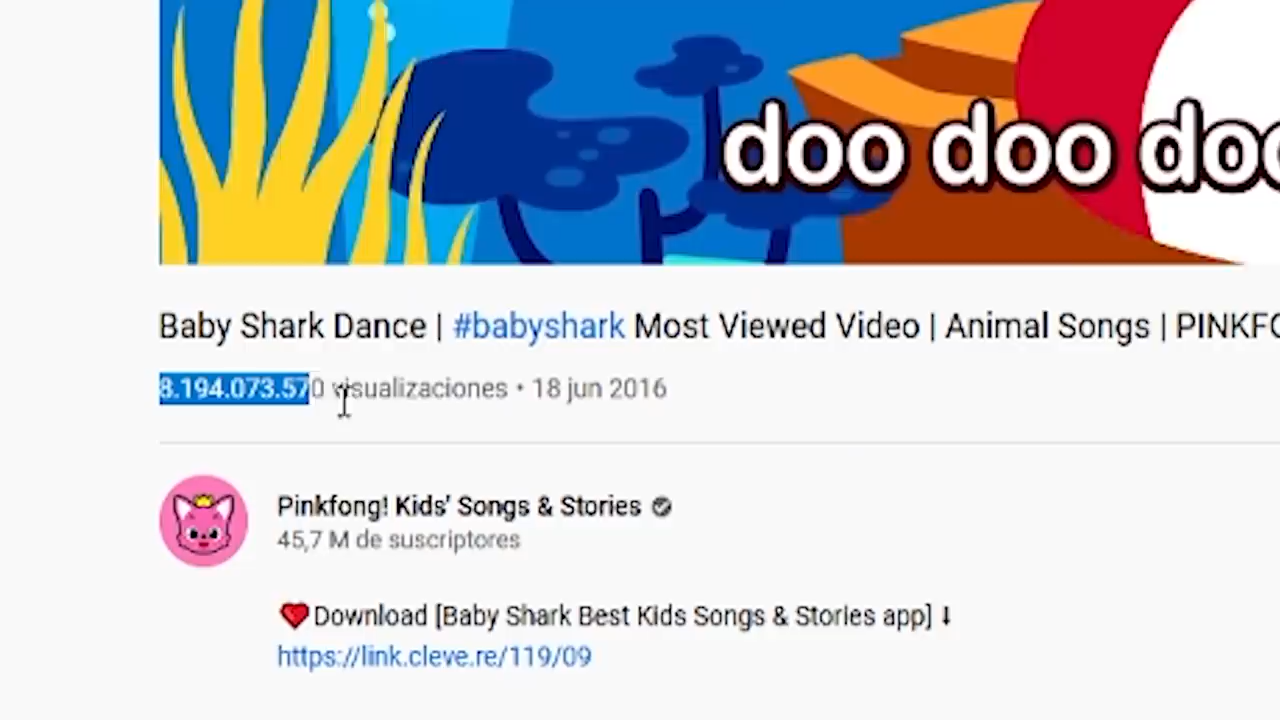 doo doo doo
Baby Shark Dance | #babyshark Most Viewed Video | Animal Songs | PINKFO
8.194.073.570 visualizaciones • 18 jun 2016
Pinkfong! Kids' Songs & Stories
45,7 M de suscriptores
❤️Download [Baby Shark Best Kids Songs & Stories app] ⬇
https://link.cleve.re/119/09